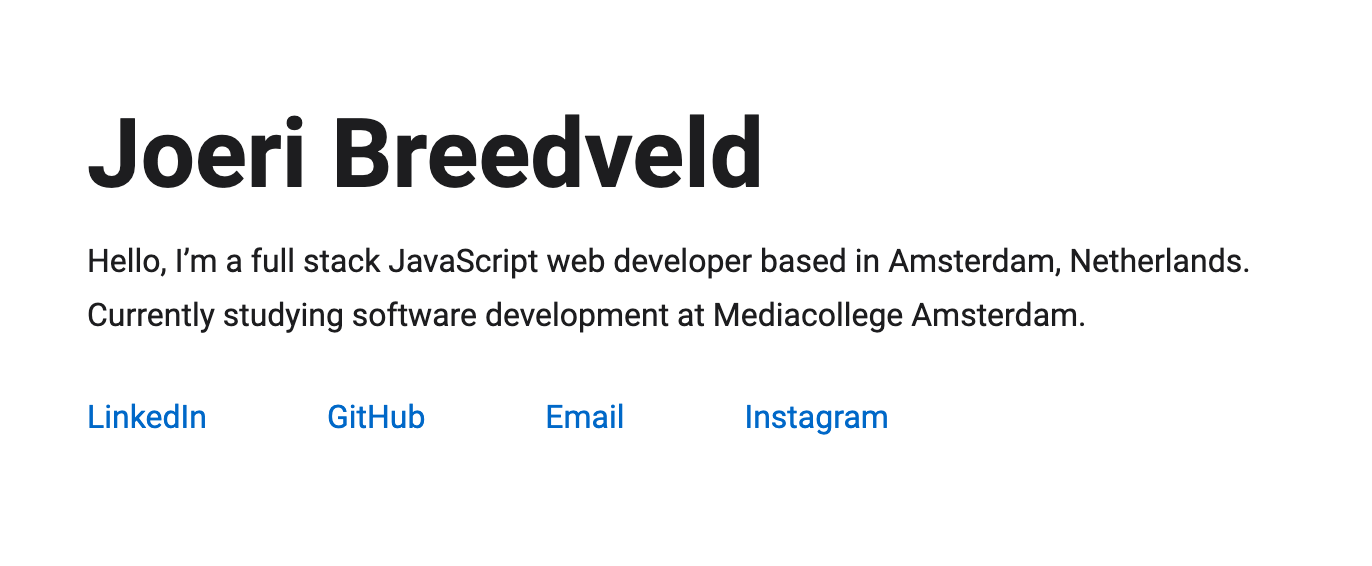 Joeri Breedveld
Hello, I’m a full stack JavaScript web developer based in Amsterdam, Netherlands.
Currently studying software development at Mediacollege Amsterdam.
LinkedIn GitHub Email Instagram